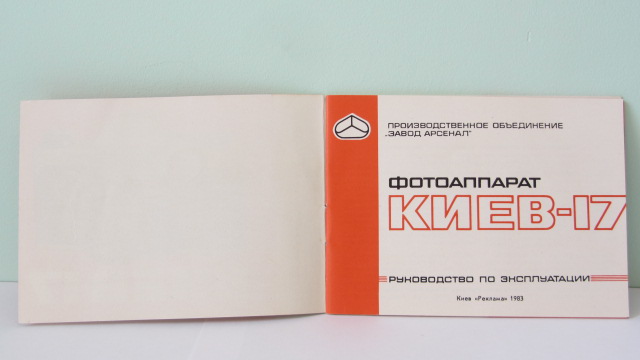 ПРОИЗВОДСТВЕННОЕ ОБЪЕДИНЕНИЕ
„ЗАВОД АРСЕНАЛ"
ФОТОАППАРАТ
КИЕВ-17
РУКОВОДСТВО ПО ЭКСПЛУАТАЦИИ
Киев «Реклама» 1983